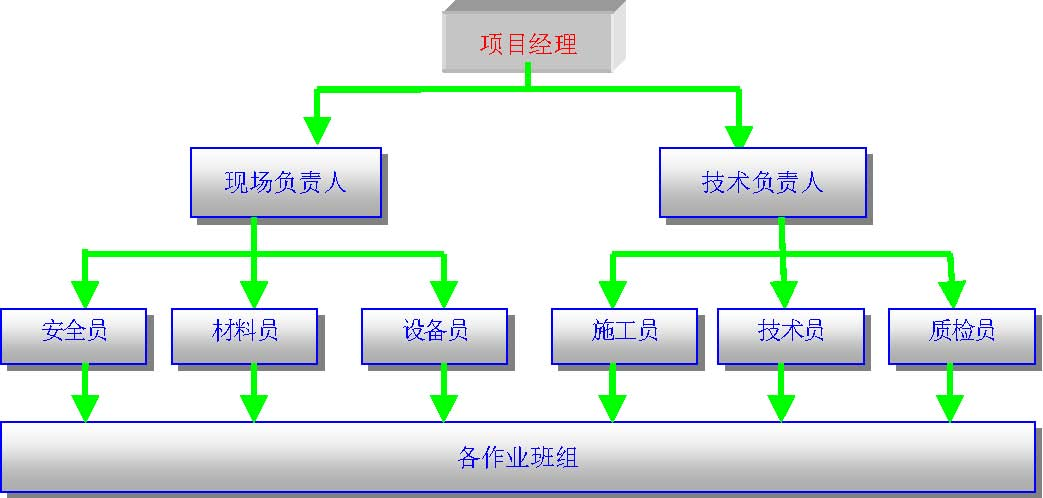 项目经理
现场负责人
技术负责人
安全员
材料员
设备员
施工员
技术员
质检员
各作业班组